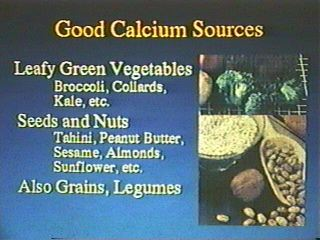 Good Calcium Sources
Leafy Green Vegetables
Broccoli, Collards,
Kale, etc.
Seeds and Nuts
Tahini, Peanut Butter,
Sesame, Almonds,
Sunflower, etc.
Also Grains, Legumes